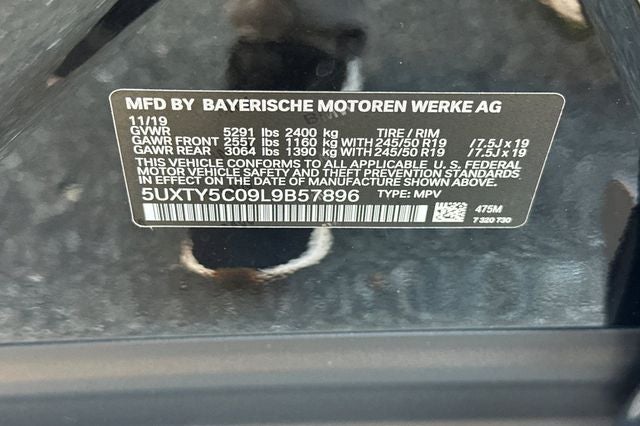 MFD BY BAYERISCHE MOTOREN WERKE AG
11/19
GVWR 5291 lbs 2400 kg TIRE / RIM
GAWR FRONT 2557 lbs 1160 kg 245/50 R19 / 7.5J x 19
GAWR REAR 3064 lbs 1390 kg 245/50 R19 / 7.5J x 19
THIS VEHICLE CONFORMS TO ALL APPLICABLE U. S. FEDERAL
MOTOR VEHICLE SAFETY, BUMPER, AND THEFT PREVENTION
STANDARDS IN EFFECT ON THE DATE OF MANUFACTURE SHOWN ABOVE.
5UXTY5C09L9B57896 TYPE: MPV
475M
7 320 730